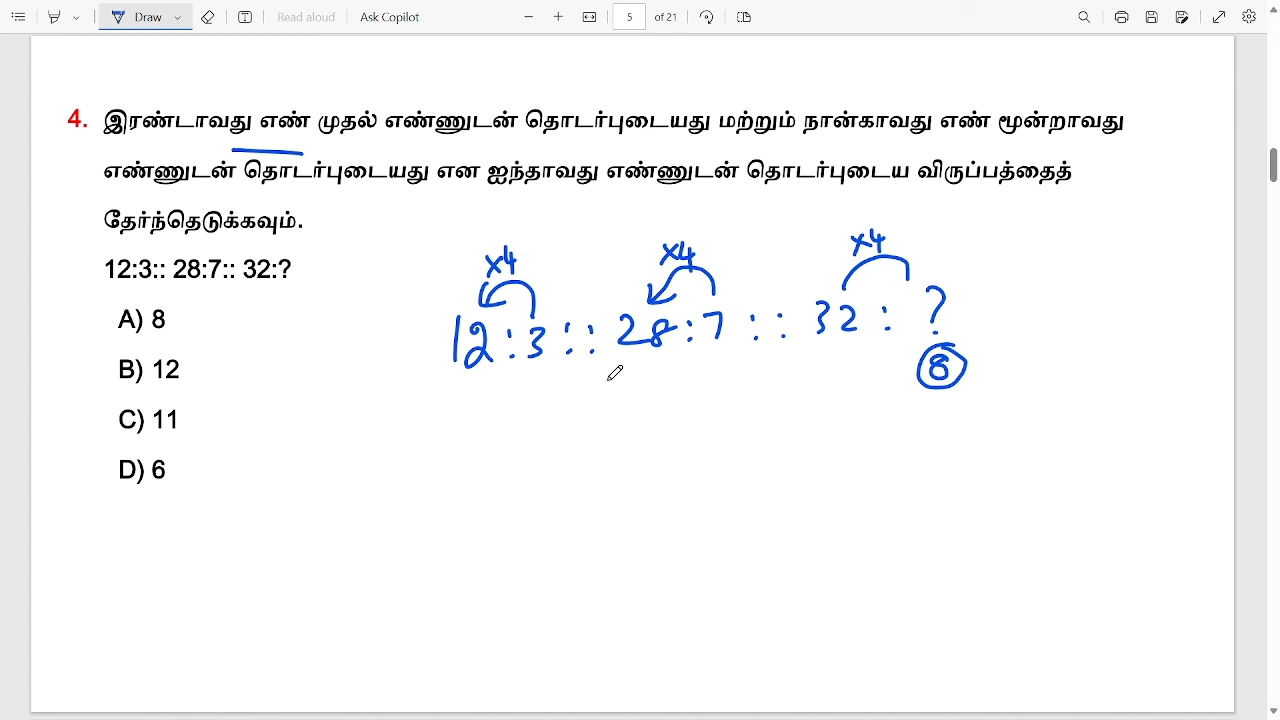 Draw
Read aloud
Ask Copilot
5 of 21
4. இரண்டாவது எண் முதல் எண்ணுடன் தொடர்புடையது மற்றும் நான்காவது எண் மூன்றாவது
எண்ணுடன் தொடர்புடையது என ஐந்தாவது எண்ணுடன் தொடர்புடைய விருப்பத்தைத்
தேர்ந்தெடுக்கவும்.
12:3:: 28:7:: 32:?
A) 8
B) 12
C) 11
D) 6
x4 x4 x4
12:3::28:7::32:?
8